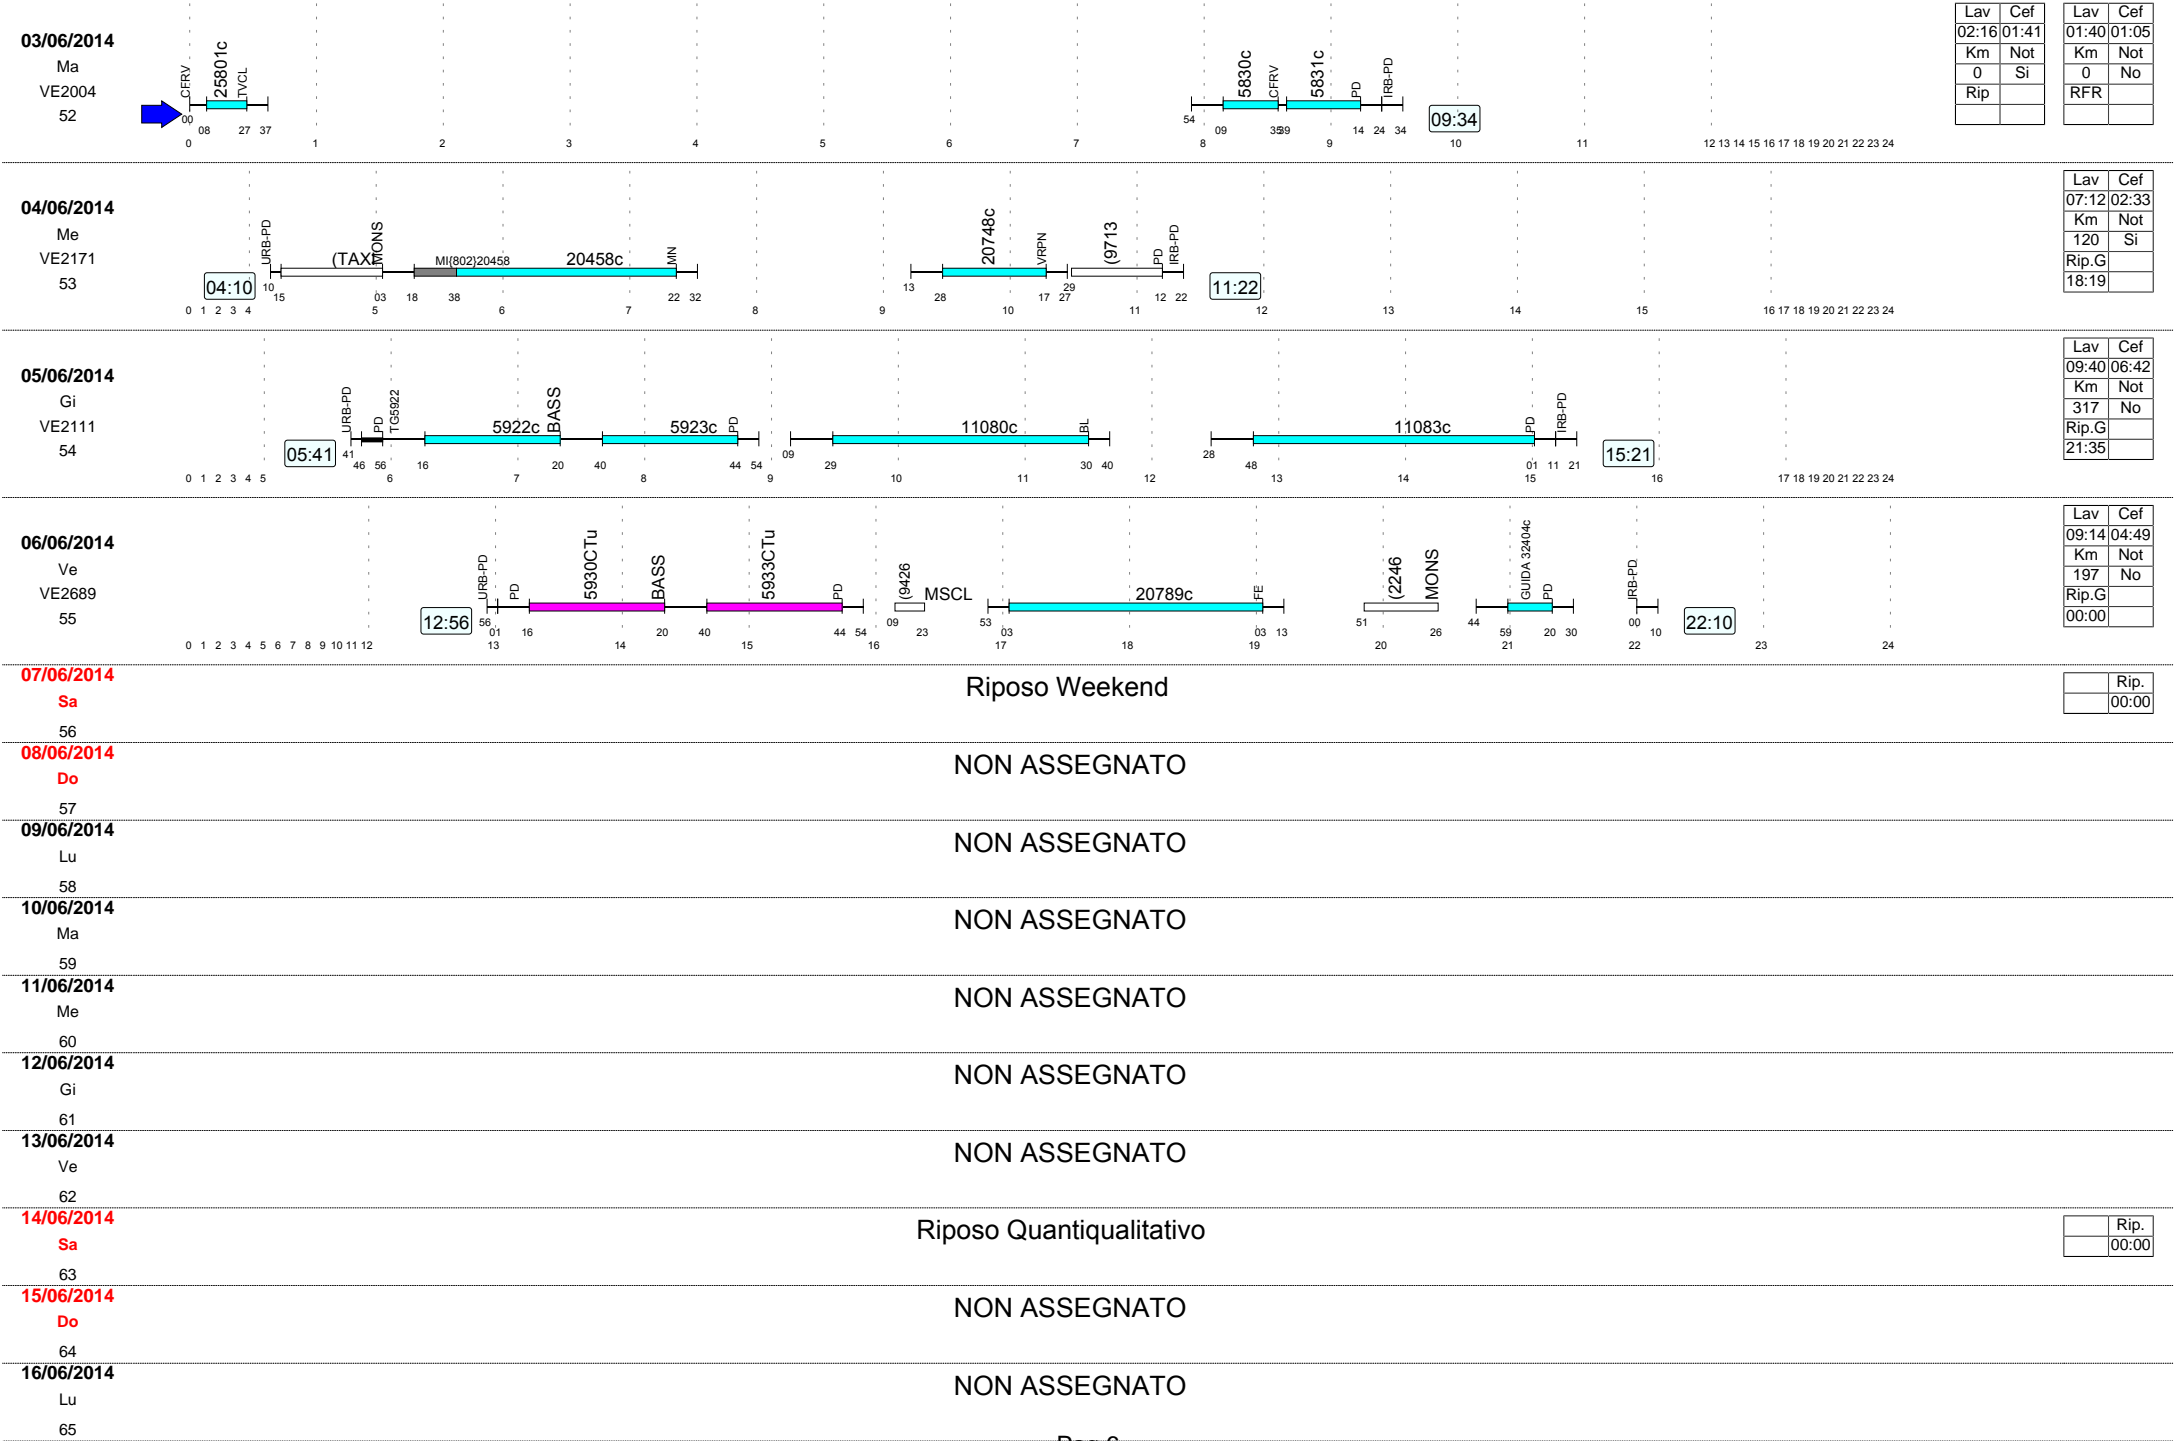 03/06/2014
Ma
VE2004
52
CFRV 25801c TVCL
00 08 27 37
5830c CFRV 5831c PD IRB-PD
54 09 35 39 14 24 34
09:34
0 1 2 3 4 5 6 7 8 9 10 11 12 13 14 15 16 17 18 19 20 21 22 23 24
Lav Cef
02:16 01:41
Km Not
0 Si
Rip
Lav Cef
01:40 01:05
Km Not
0 No
RFR
04/06/2014
Me
VE2171
53
04:10
URB-PD (TAXI MONS MI{802}20458 20458c MN
10 15 03 18 38 22 32
20748c VRPN (9713 PD IRB-PD
13 28 17 27 29 12 22
11:22
0 1 2 3 4 5 6 7 8 9 10 11 12 13 14 15 16 17 18 19 20 21 22 23 24
Lav Cef
07:12 02:33
Km Not
120 Si
Rip.G
18:19
05/06/2014
Gi
VE2111
54
05:41
URB-PD PD TG5922 5922c BASS 5923c PD
41 46 56 16 20 40 44 54
11080c BL
09 29 30 40
11083c PD IRB-PD
28 48 01 11 21
15:21
0 1 2 3 4 5 6 7 8 9 10 11 12 13 14 15 16 17 18 19 20 21 22 23 24
Lav Cef
09:40 06:42
Km Not
317 No
Rip.G
21:35
06/06/2014
Ve
VE2689
55
12:56
URB-PD PD 5930CTu BASS 5933CTu PD
56 01 16 20 40 44 54
(9426 MSCL
09 23
20789c FE
53 03 03 13
(2246 MONS
51 26
GUIDA 32404c PD
44 59 20 30
IRB-PD
00 10
22:10
0 1 2 3 4 5 6 7 8 9 10 11 12 13 14 15 16 17 18 19 20 21 22 23 24
Lav Cef
09:14 04:49
Km Not
197 No
Rip.G
00:00
07/06/2014
Sa
56
Riposo Weekend
Rip.
00:00
08/06/2014
Do
57
NON ASSEGNATO
09/06/2014
Lu
58
NON ASSEGNATO
10/06/2014
Ma
59
NON ASSEGNATO
11/06/2014
Me
60
NON ASSEGNATO
12/06/2014
Gi
61
NON ASSEGNATO
13/06/2014
Ve
62
NON ASSEGNATO
14/06/2014
Sa
63
Riposo Quantiqualitativo
Rip.
00:00
15/06/2014
Do
64
NON ASSEGNATO
16/06/2014
Lu
65
NON ASSEGNATO